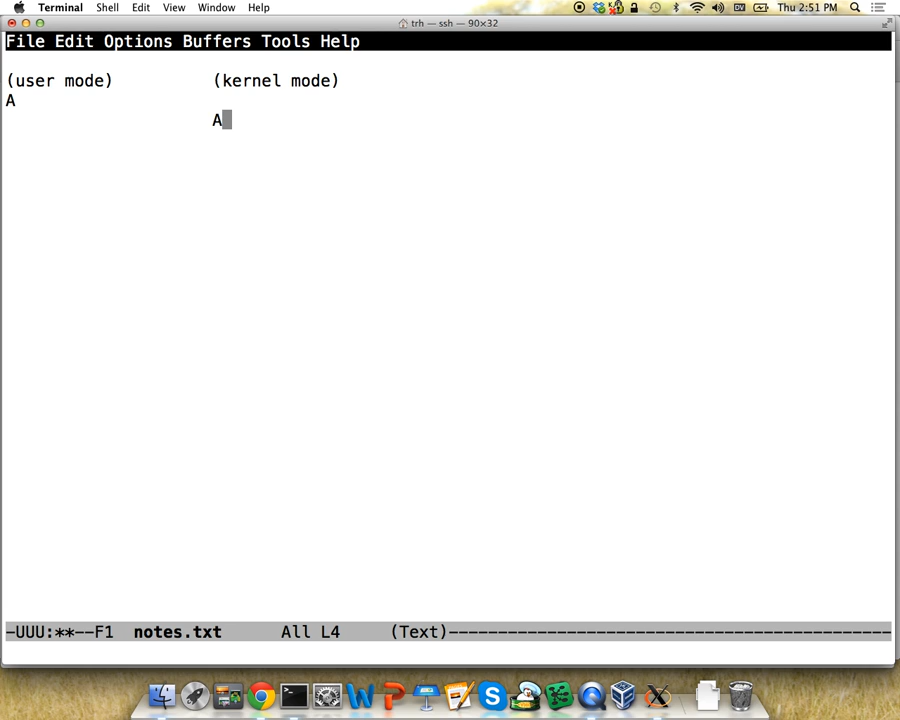 Terminal Shell Edit View Window Help Thu 2:51 PM
trh — ssh — 90×32
File Edit Options Buffers Tools Help
(user mode) (kernel mode)
A
A
-UUU:**--F1 notes.txt All L4 (Text)------------------------------------------------